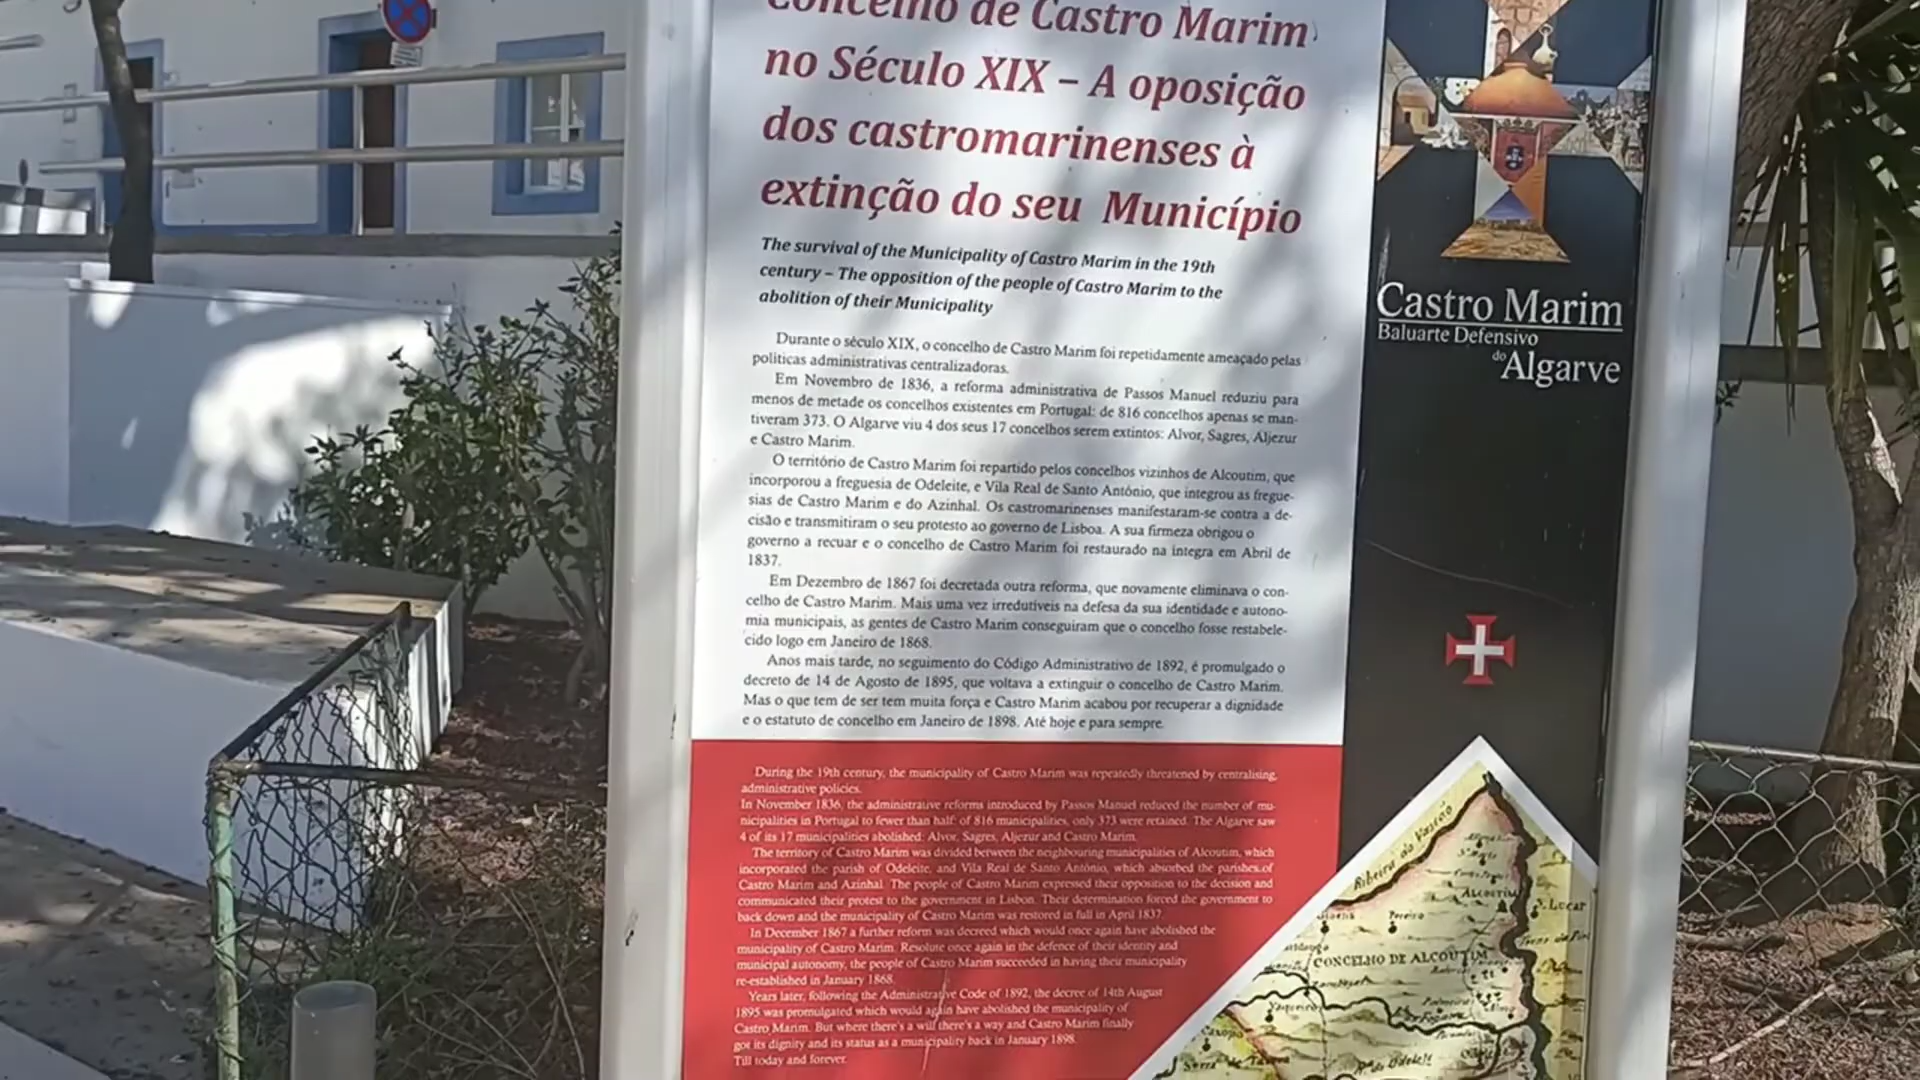 Concelho de Castro Marim
no Século XIX – A oposição
dos castromarinenses à
extinção do seu Município
The survival of the Municipality of Castro Marim in the 19th
century – The opposition of the people of Castro Marim to the
abolition of their Municipality
Durante o século XIX, o concelho de Castro Marim foi repetidamente ameaçado pelas
políticas administrativas centralizadoras.
Em Novembro de 1836, a reforma administrativa de Passos Manuel reduziu para
menos de metade os concelhos existentes em Portugal: de 816 concelhos apenas se man-
tiveram 373. O Algarve viu 4 dos seus 17 concelhos serem extintos: Alvor, Sagres, Aljezur
e Castro Marim.
O território de Castro Marim foi repartido pelos concelhos vizinhos de Alcoutim, que
incorporou a freguesia de Odeleite, e Vila Real de Santo António, que integrou as fregue-
sias de Castro Marim e do Azinhal. Os castromarinenses manifestaram-se contra a de-
cisão e transmitiram o seu protesto ao governo de Lisboa. A sua firmeza obrigou o
governo a recuar e o concelho de Castro Marim foi restaurado na íntegra em Abril de
1837.
Em Dezembro de 1867 foi decretada outra reforma, que novamente eliminava o con-
celho de Castro Marim. Mais uma vez irredutíveis na defesa da sua identidade e autono-
mia municipais, as gentes de Castro Marim conseguiram que o concelho fosse restabele-
cido logo em Janeiro de 1868.
Anos mais tarde, no seguimento do Código Administrativo de 1892, é promulgado o
decreto de 14 de Agosto de 1895, que voltava a extinguir o concelho de Castro Marim.
Mas o que tem de ser tem muita força e Castro Marim acabou por recuperar a dignidade
e o estatuto de concelho em Janeiro de 1898. Até hoje e para sempre.
During the 19th century, the municipality of Castro Marim was repeatedly threatened by centralising,
administrative policies.
In November 1836, the administrative reforms introduced by Passos Manuel reduced the number of mu-
nicipalities in Portugal to fewer than half: of 816 municipalities, only 373 were retained. The Algarve saw
4 of its 17 municipalities abolished: Alvor, Sagres, Aljezur and Castro Marim.
The territory of Castro Marim was divided between the neighbouring municipalities of Alcoutim, which
incorporated the parish of Odeleite, and Vila Real de Santo António, which absorbed the parishes of
Castro Marim and Azinhal. The people of Castro Marim expressed their opposition to the decision and
communicated their protest to the government in Lisbon. Their determination forced the government to
back down and the municipality of Castro Marim was restored in full in April 1837.
In December 1867 a further reform was decreed which would once again have abolished the
municipality of Castro Marim. Resolute once again in the defence of their identity and
municipal autonomy, the people of Castro Marim succeeded in having their municipality
re-established in January 1868.
Years later, following the Administrative Code of 1892, the decree of 14th August
1895 was promulgated which would again have abolished the municipality of
Castro Marim. But where there's a will there's a way and Castro Marim finally
got its dignity and its status as a municipality back in January 1898.
Till today and forever.
Castro Marim
Baluarte Defensivo
do Algarve
Ribeira do Vascão
Alcoutim
S. Lucar
Pereiro
CONCELHO DE ALCOUTIM